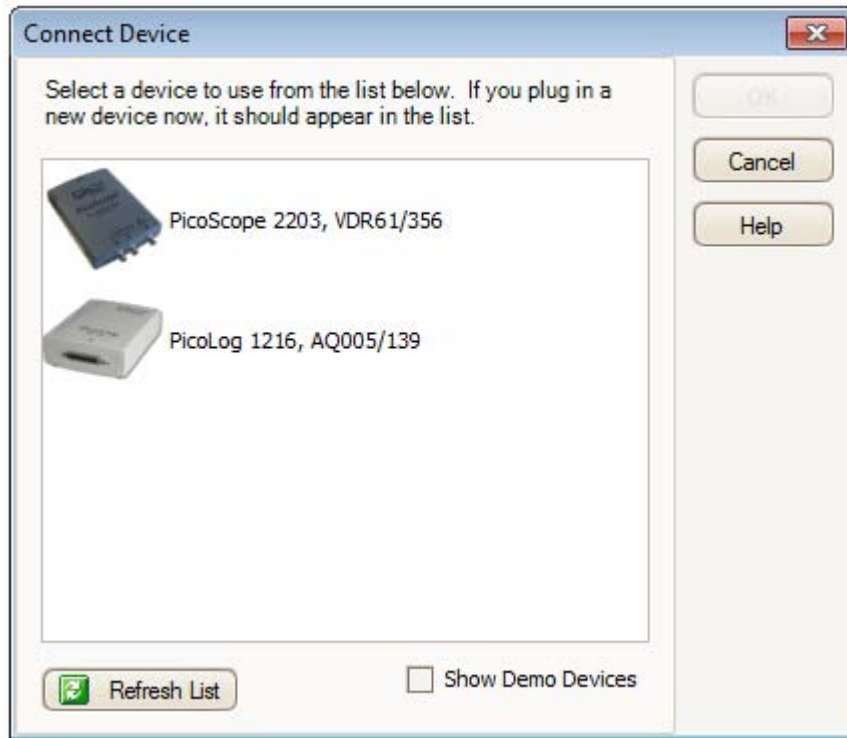 Connect Device
Select a device to use from the list below. If you plug in a
new device now, it should appear in the list.
OK
Cancel
Help
PicoScope 2203, VDR61/356
PicoLog 1216, AQ005/139
Refresh List
Show Demo Devices